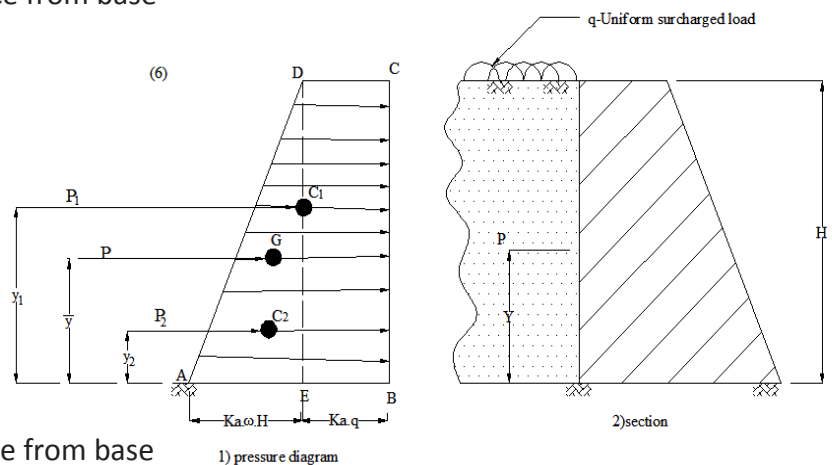 ce from base
q-Uniform surcharged load
(6)
D
C
P1
C1
G
P
P
H
C2
P2
y1
y
y2
Y
A
E
B
Ka.ω.H
Ka.q
2)section
e from base
1) pressure diagram